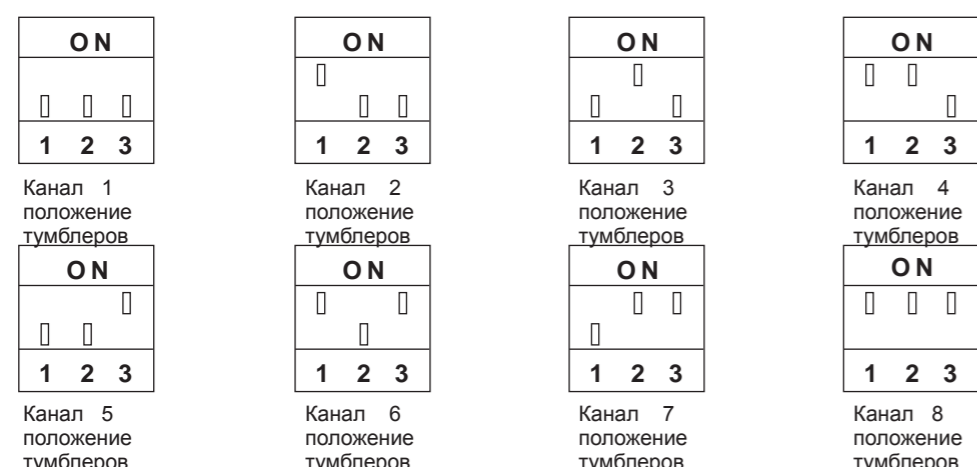 ON
1 2 3
Канал 1
положение
тумблеров
ON
1 2 3
Канал 2
положение
тумблеров
ON
1 2 3
Канал 3
положение
тумблеров
ON
1 2 3
Канал 4
положение
тумблеров
ON
1 2 3
Канал 5
положение
тумблеров
ON
1 2 3
Канал 6
положение
тумблеров
ON
1 2 3
Канал 7
положение
тумблеров
ON
1 2 3
Канал 8
положение
тумблеров